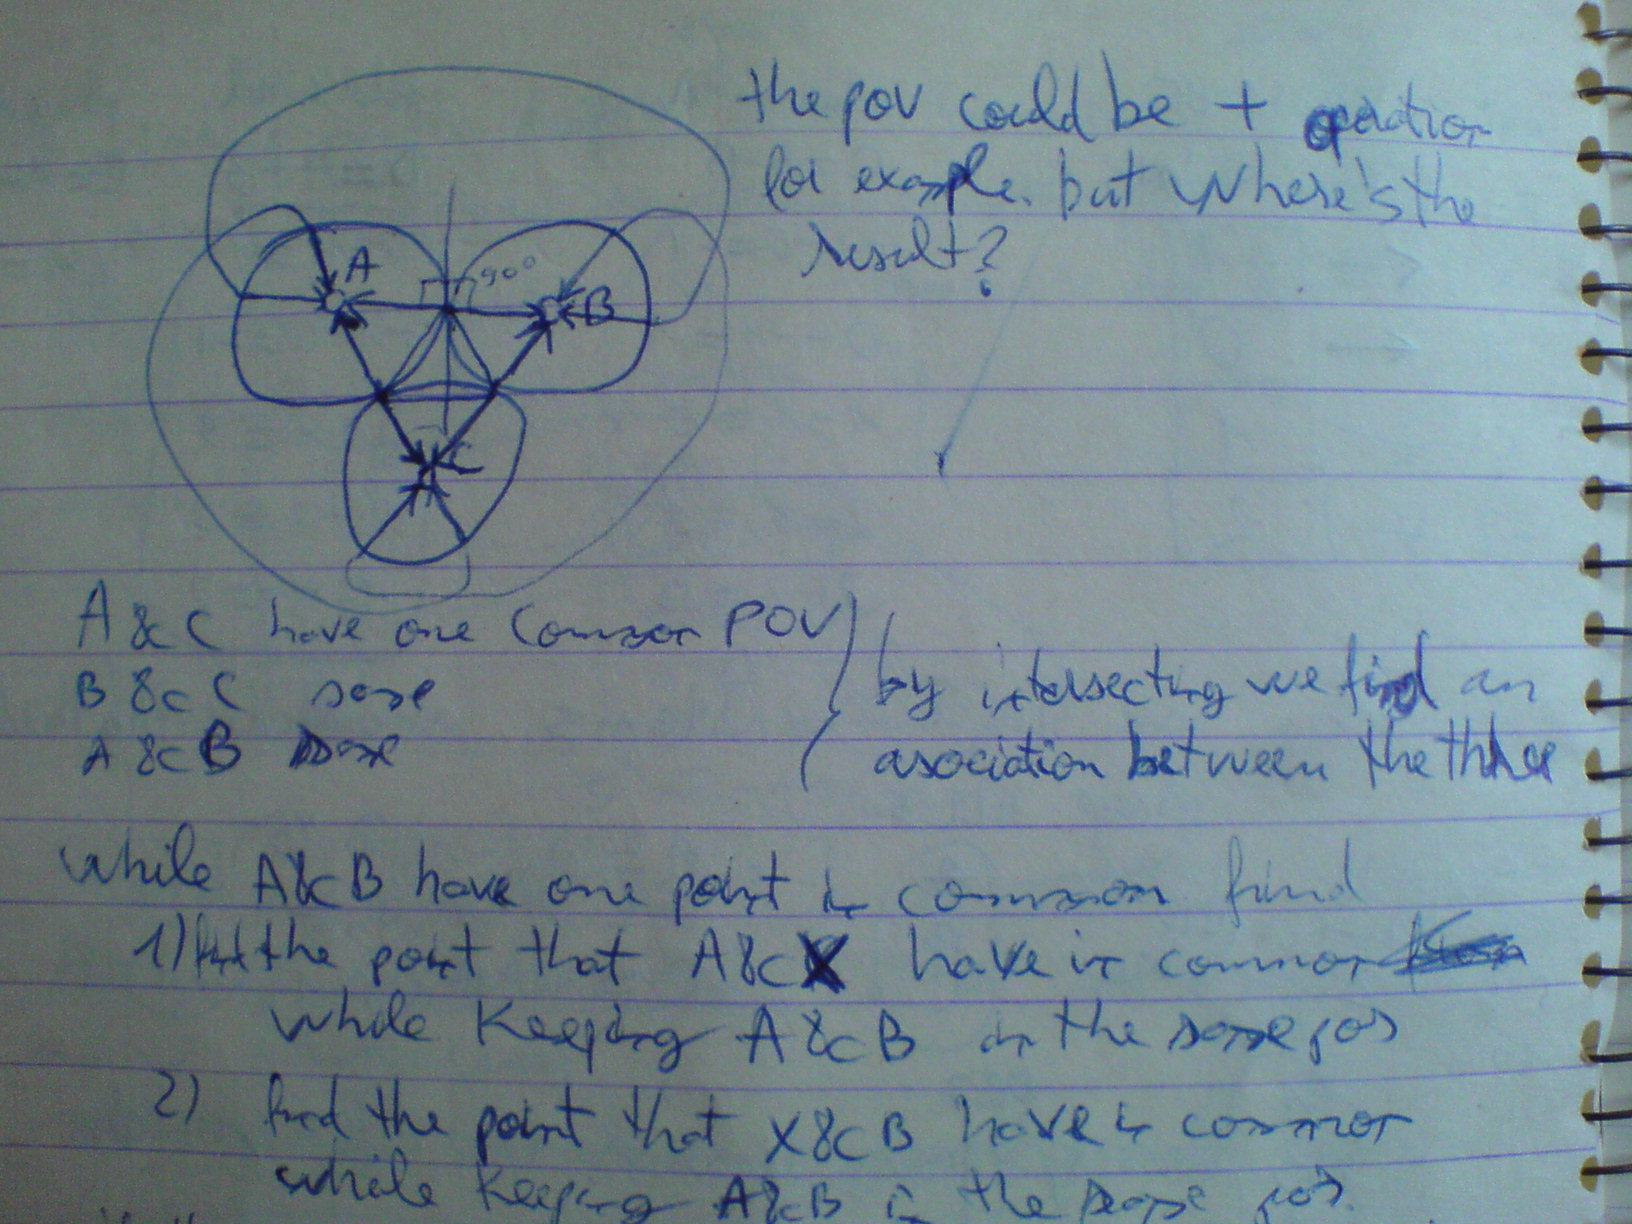 the pov could be + operation
for example. but where's the
result?
A
90°
B
C
A & C have one common POV
B & C same
A & B same
by intersecting we find an
asociation between the three
while A&B have one point in common find
1) find the point that A&X have in common
while keeping A&B in the same pos
2) find the point that X&B have in common
while keeping A&B in the same pos.